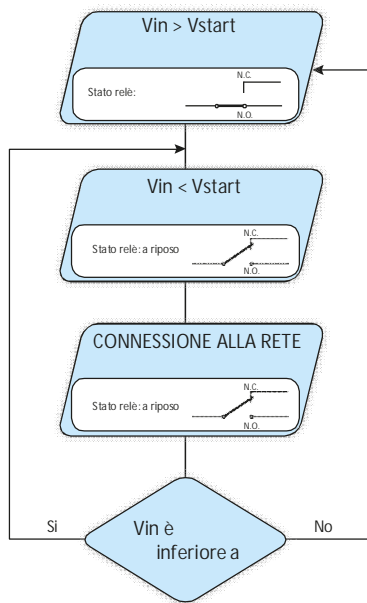 Vin > Vstart
N.C.
Stato relè:
N.O.
Vin < Vstart
N.C.
Stato relè: a riposo
N.O.
CONNESSIONE ALLA RETE
N.C.
Stato relè: a riposo
N.O.
Si
Vin è
No
inferiore a